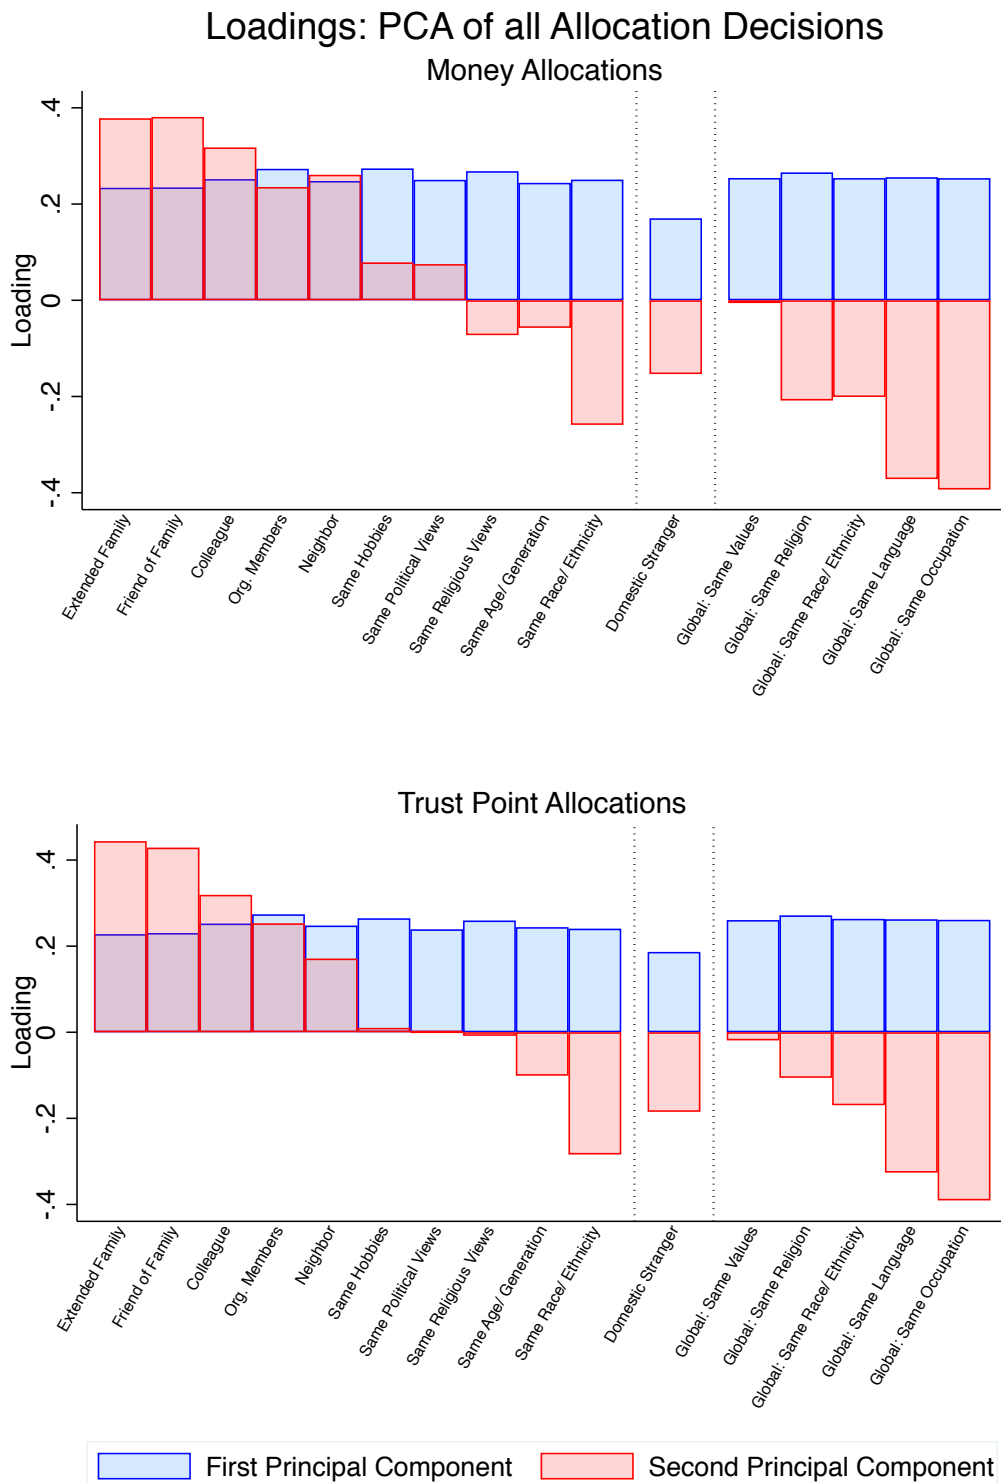 Loadings: PCA of all Allocation Decisions
Money Allocations
Loading
.4
.2
0
-.2
-.4
Extended Family
Friend of Family
Colleague
Org. Members
Neighbor
Same Hobbies
Same Political Views
Same Religious Views
Same Age/ Generation
Same Race/ Ethnicity
Domestic Stranger
Global: Same Values
Global: Same Religion
Global: Same Race/ Ethnicity
Global: Same Language
Global: Same Occupation
Trust Point Allocations
Loading
.4
.2
0
-.2
-.4
Extended Family
Friend of Family
Colleague
Org. Members
Neighbor
Same Hobbies
Same Political Views
Same Religious Views
Same Age/ Generation
Same Race/ Ethnicity
Domestic Stranger
Global: Same Values
Global: Same Religion
Global: Same Race/ Ethnicity
Global: Same Language
Global: Same Occupation
First Principal Component
Second Principal Component